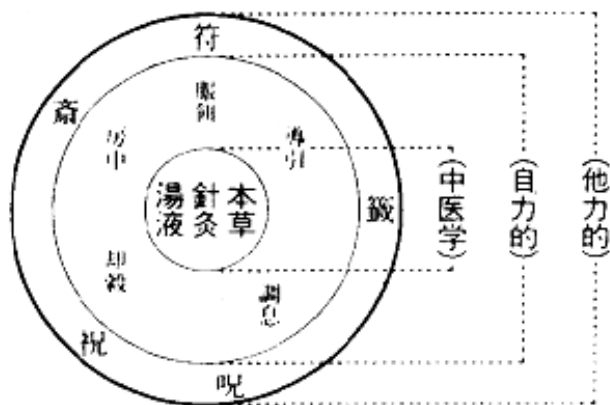 符
籤
呪
祝
斎
服餌
導引
調息
却穀
房中
本草
針灸
湯液
(中医学)
(自力的)
(他力的)